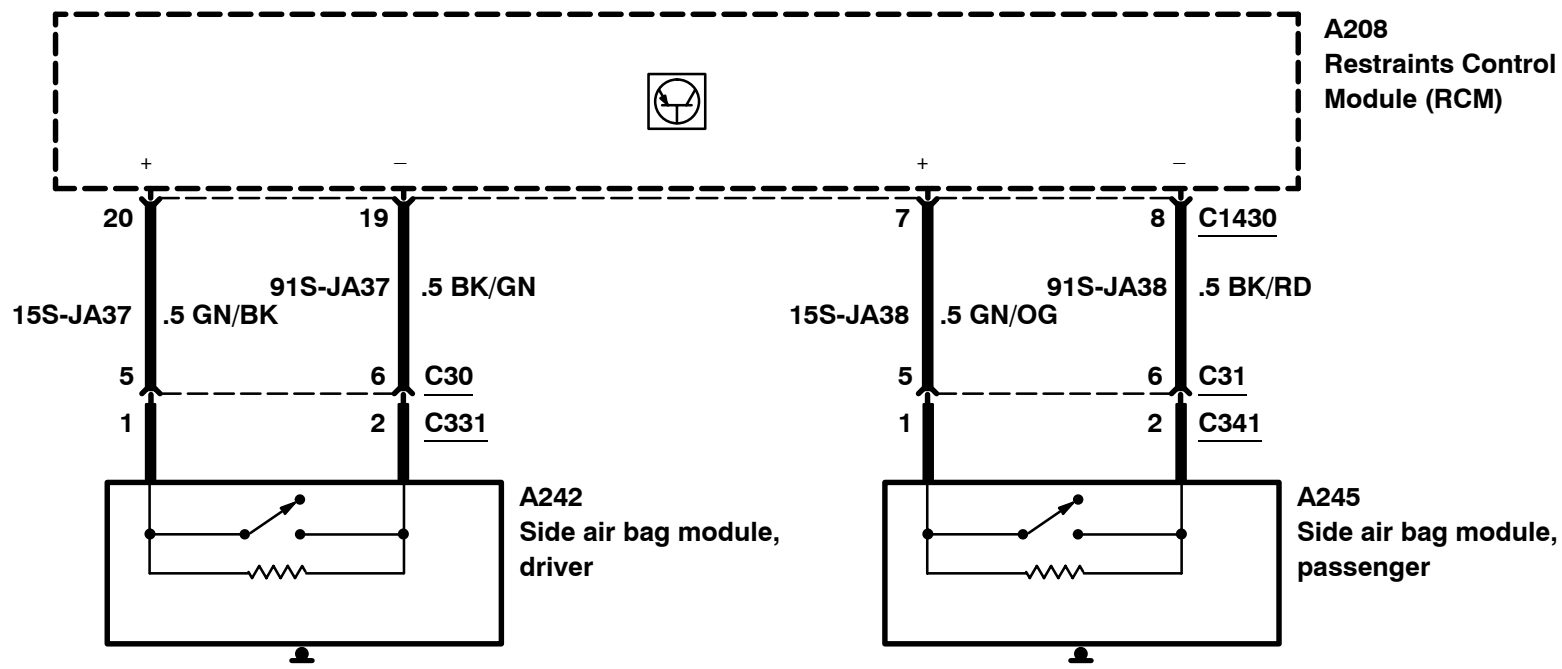 A208
Restraints Control
Module (RCM)
+ – + –
20 19 7 8 C1430
91S-JA37 .5 BK/GN 91S-JA38 .5 BK/RD
15S-JA37 .5 GN/BK 15S-JA38 .5 GN/OG
5 6 C30 5 6 C31
1 2 C331 1 2 C341
A242
Side air bag module,
driver
A245
Side air bag module,
passenger